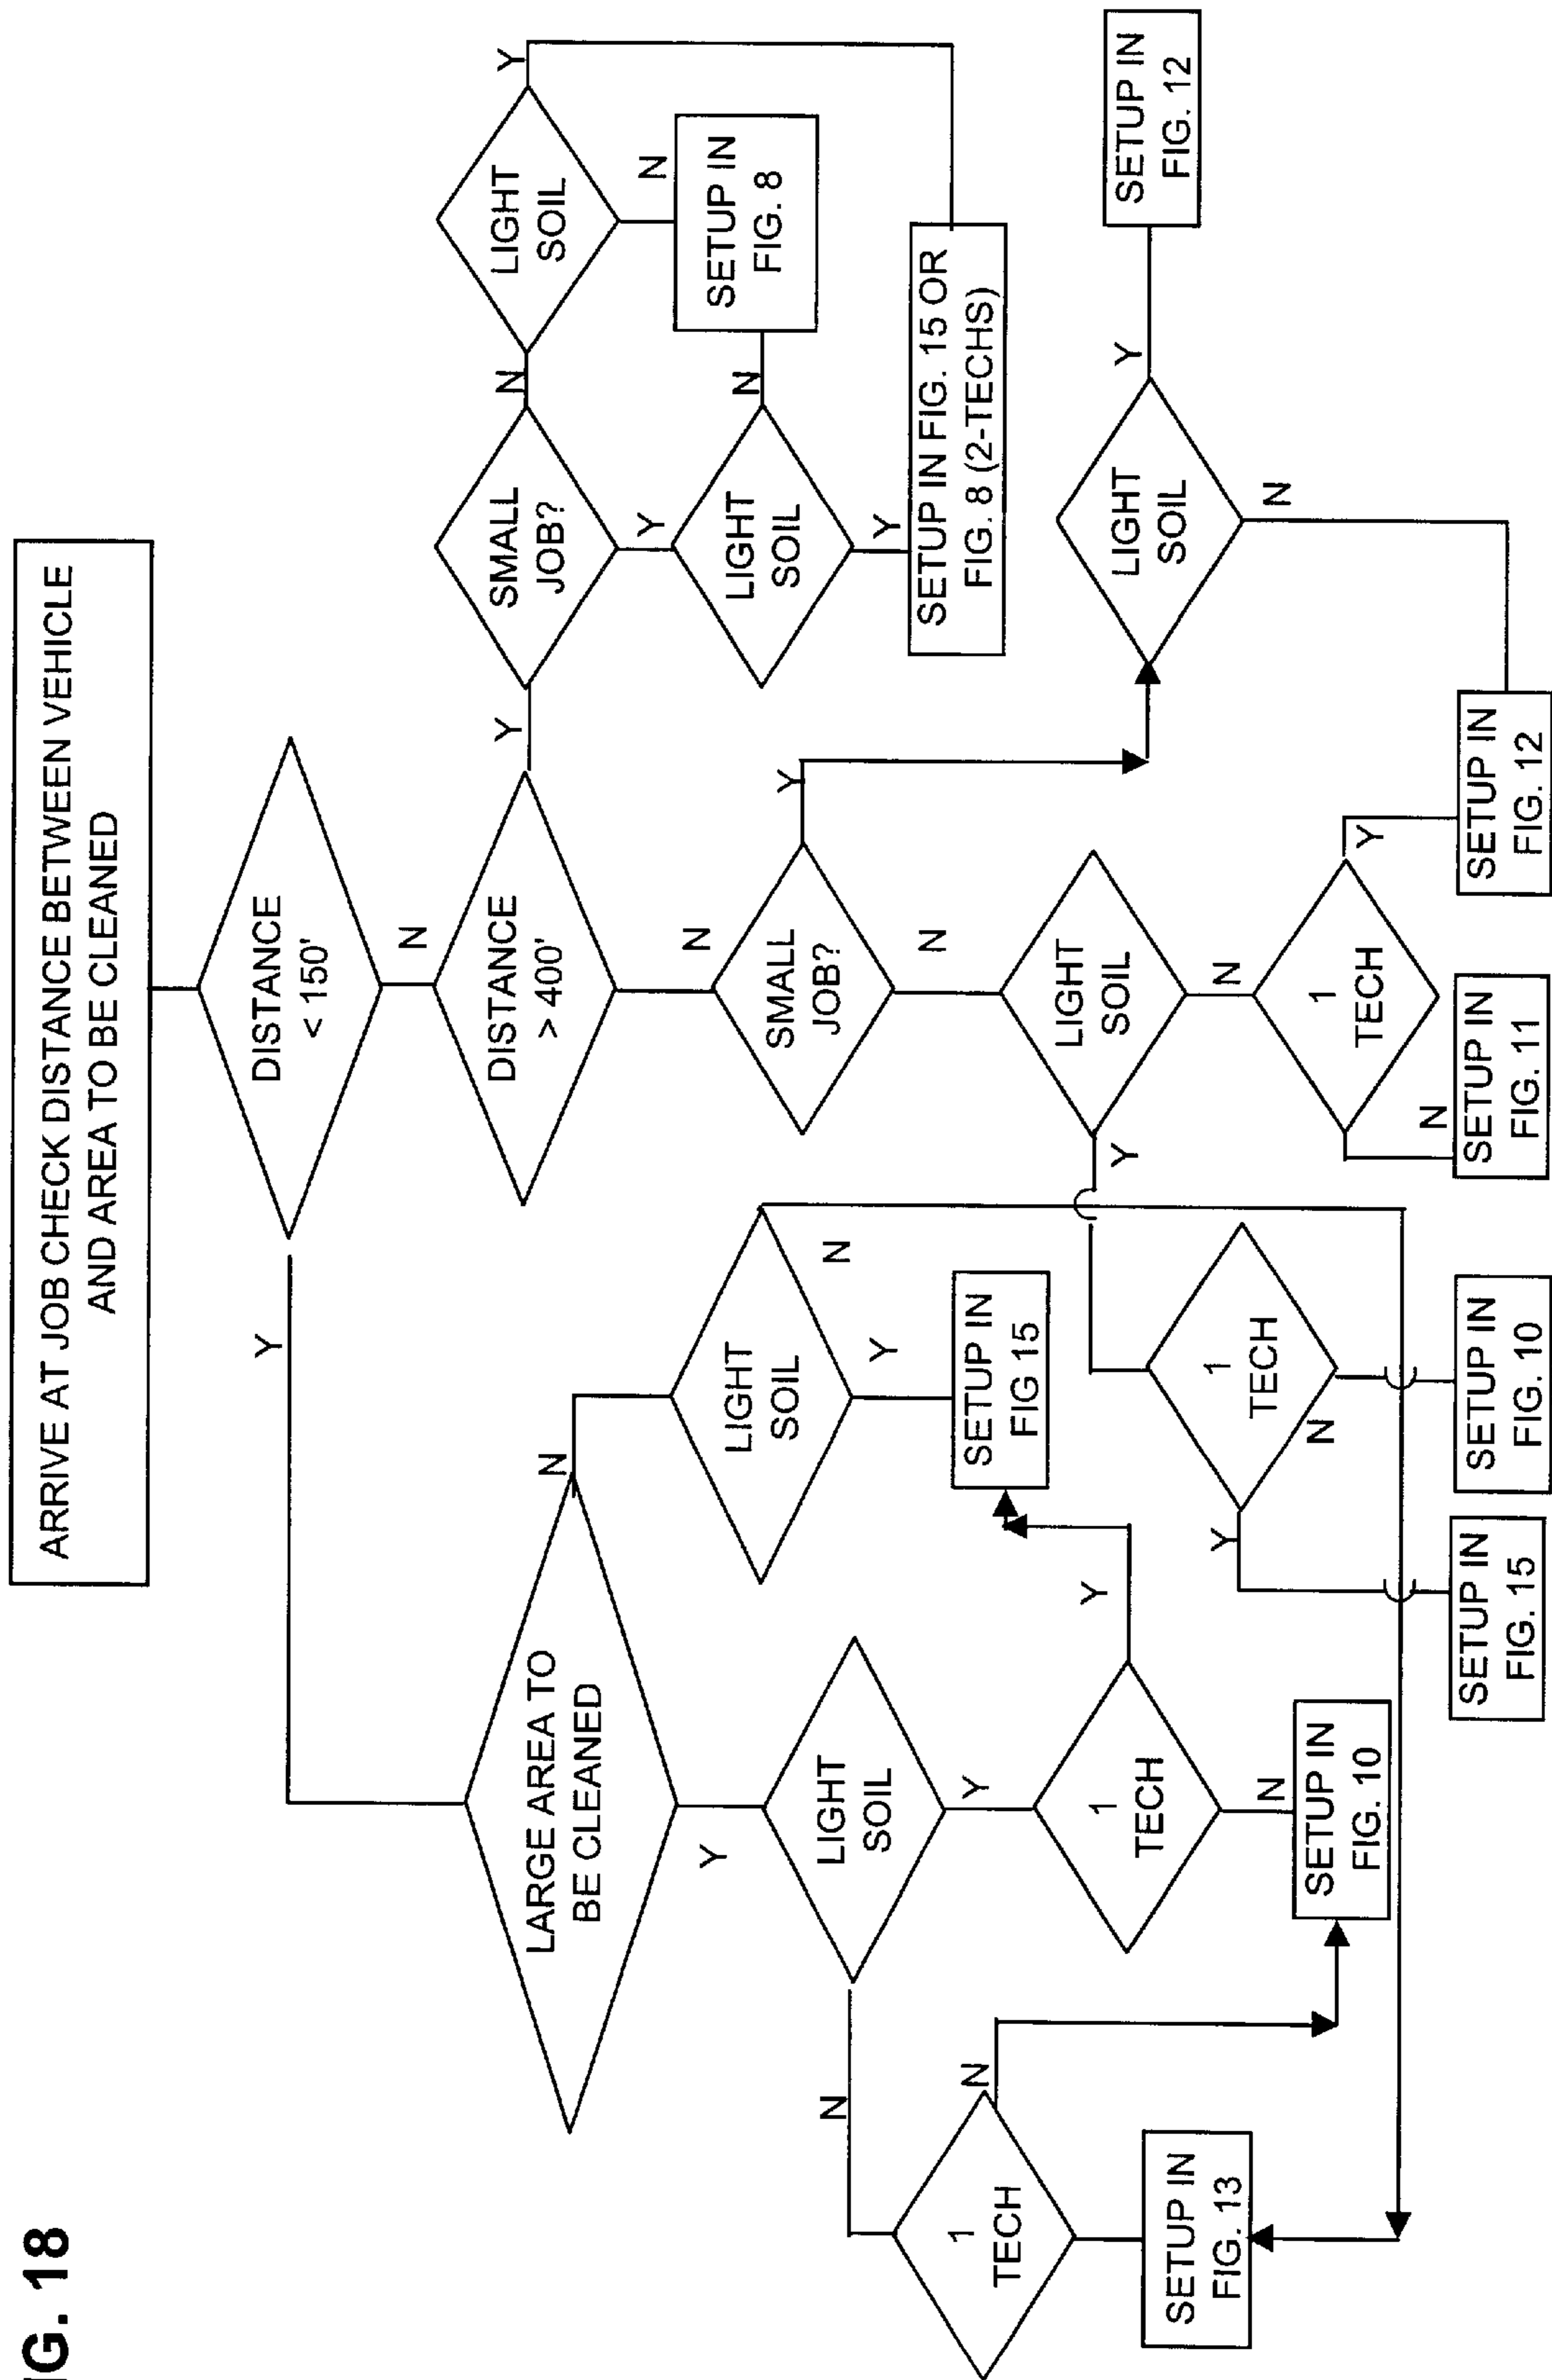 G. 18
ARRIVE AT JOB CHECK DISTANCE BETWEEN VEHICLE
AND AREA TO BE CLEANED
DISTANCE
< 150'
Y
N
DISTANCE
> 400'
Y
N
SMALL
JOB?
N
Y
LIGHT
SOIL
Y
N
SETUP IN
FIG. 8
LIGHT
SOIL
N
Y
SETUP IN FIG. 15 OR
FIG. 8 (2-TECHS)
LARGE AREA TO
BE CLEANED
N
Y
LIGHT
SOIL
N
Y
SETUP IN
FIG 15
LIGHT
SOIL
N
Y
1
TECH
Y
N
SETUP IN
FIG. 10
1
TECH
N
SETUP IN
FIG. 13
SMALL
JOB?
Y
N
LIGHT
SOIL
Y
N
SETUP IN
FIG. 12
LIGHT
SOIL
Y
N
1
TECH
Y
N
SETUP IN
FIG. 15
SETUP IN
FIG. 10
1
TECH
N
Y
SETUP IN
FIG. 11
SETUP IN
FIG. 12